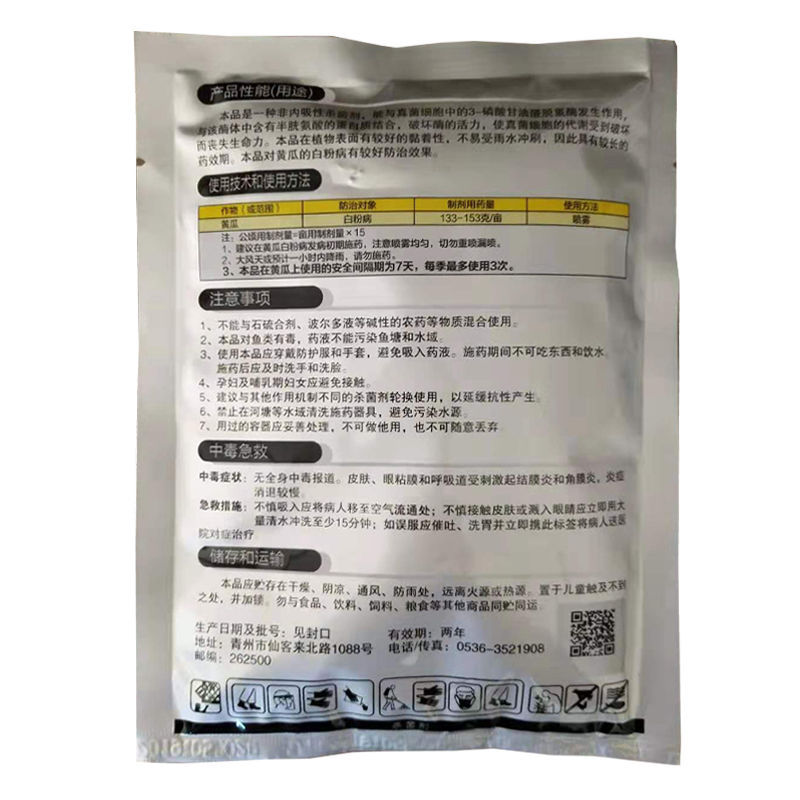 产品性能(用途)
本品是一种非内吸性杀菌剂，能与真菌细胞中的3-磷酸甘油醛脱氢酶发生作用，
与该酶体中含有半胱氨酸的蛋白质结合，破坏酶的活力，使真菌细胞的代谢受到破坏
而丧失生命力。本品在植物表面有较好的黏着性，不易受雨水冲刷，因此具有较长的
药效期。本品对黄瓜的白粉病有较好防治效果。
使用技术和使用方法
作物（或范围） 防治对象 制剂用药量 使用方法
黄瓜 白粉病 133-153克/亩 喷雾
注：公顷用制剂量=亩用制剂量×15
1、建议在黄瓜白粉病发病初期施药，注意喷雾均匀，切勿重喷漏喷。
2、大风天或预计一小时内降雨，请勿施药。
3、本品在黄瓜上使用的安全间隔期为7天，每季最多使用3次。
注意事项
1、不能与石硫合剂、波尔多液等碱性的农药等物质混合使用。
2、本品对鱼类有毒，药液不能污染鱼塘和水域。
3、使用本品应穿戴防护服和手套，避免吸入药液。施药期间不可吃东西和饮水。
施药后应及时洗手和洗脸。
4、孕妇及哺乳期妇女应避免接触。
5、建议与其他作用机制不同的杀菌剂轮换使用，以延缓抗性产生。
6、禁止在河塘等水域清洗施药器具，避免污染水源。
7、用过的容器应妥善处理，不可做他用，也不可随意丢弃
中毒急救
中毒症状：无全身中毒报道。皮肤、眼粘膜和呼吸道受刺激起结膜炎和角膜炎，炎症
消退较慢。
急救措施：不慎吸入应将病人移至空气流通处；不慎接触皮肤或溅入眼睛应立即用大
量清水冲洗至少15分钟；如误服应催吐、洗胃并立即携此标签将病人送医
院对症治疗
储存和运输
本品应贮存在干燥、阴凉、通风、防雨处，远离火源或热源。置于儿童触及不到
之处，并加锁。勿与食品、饮料、饲料、粮食等其他商品同贮同运。
生产日期及批号：见封口 有效期：两年
地址：青州市仙客来北路1088号 电话/传真：0536-3521908
邮编：262500
杀菌剂